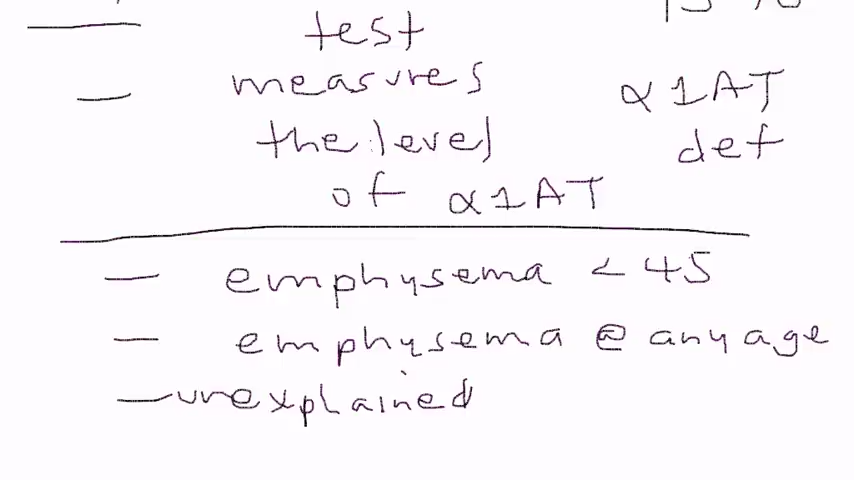 test
measures
α1AT
the level
def
of α1AT
— emphysema < 45
— emphysema @ any age
— unexplained